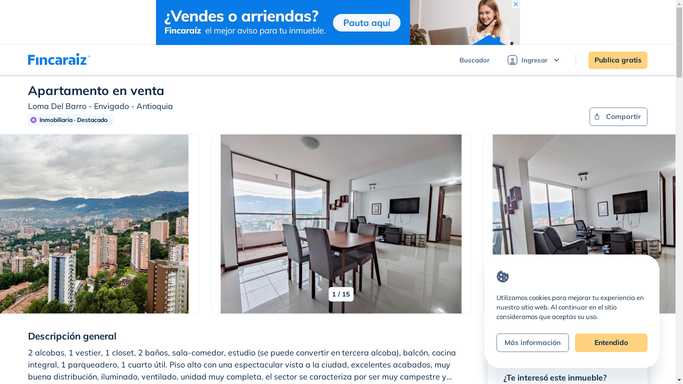 ¿Vendes o arriendas?
Fincaraíz el mejor aviso para tu inmueble.
Pauta aquí
Fincaraíz
Buscador
Ingresar
Publica gratis
Apartamento en venta
Loma Del Barro - Envigado - Antioquia
Inmobiliaria · Destacado
Compartir
1 / 15
Utilizamos cookies para mejorar tu experiencia en
nuestro sitio web. Al continuar en el sitio
consideramos que aceptas su uso.
Más información
Entendido
Descripción general
2 alcobas, 1 vestier, 1 closet, 2 baños, sala-comedor, estudio (se puede convertir en tercera alcoba), balcón, cocina
integral, 1 parqueadero, 1 cuarto útil. Piso alto con una espectacular vista a la ciudad, excelentes acabados, muy
buena distribución, iluminado, ventilado, unidad muy completa, el sector se caracteriza por ser muy campestre y...
¿Te interesó este inmueble?